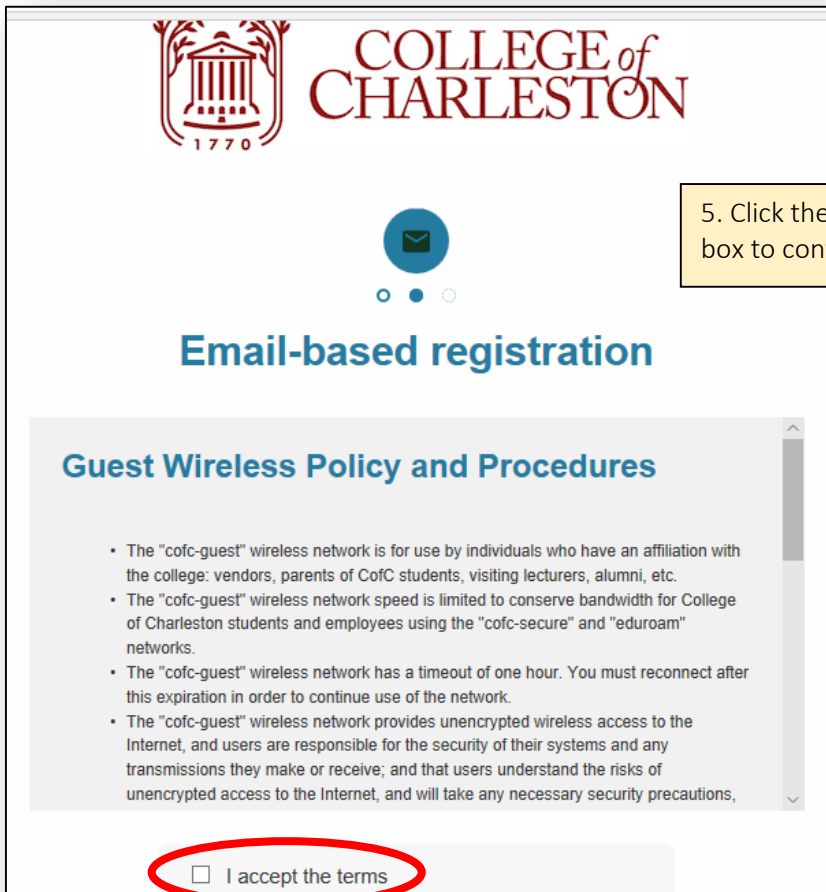 COLLEGE of
CHARLESTON
1770
5. Click the
box to con
Email-based registration
Guest Wireless Policy and Procedures
• The "cofc-guest" wireless network is for use by individuals who have an affiliation with
the college: vendors, parents of CofC students, visiting lecturers, alumni, etc.
• The "cofc-guest" wireless network speed is limited to conserve bandwidth for College
of Charleston students and employees using the "cofc-secure" and "eduroam"
networks.
• The "cofc-guest" wireless network has a timeout of one hour. You must reconnect after
this expiration in order to continue use of the network.
• The "cofc-guest" wireless network provides unencrypted wireless access to the
Internet, and users are responsible for the security of their systems and any
transmissions they make or receive; and that users understand the risks of
unencrypted access to the Internet, and will take any necessary security precautions,
I accept the terms